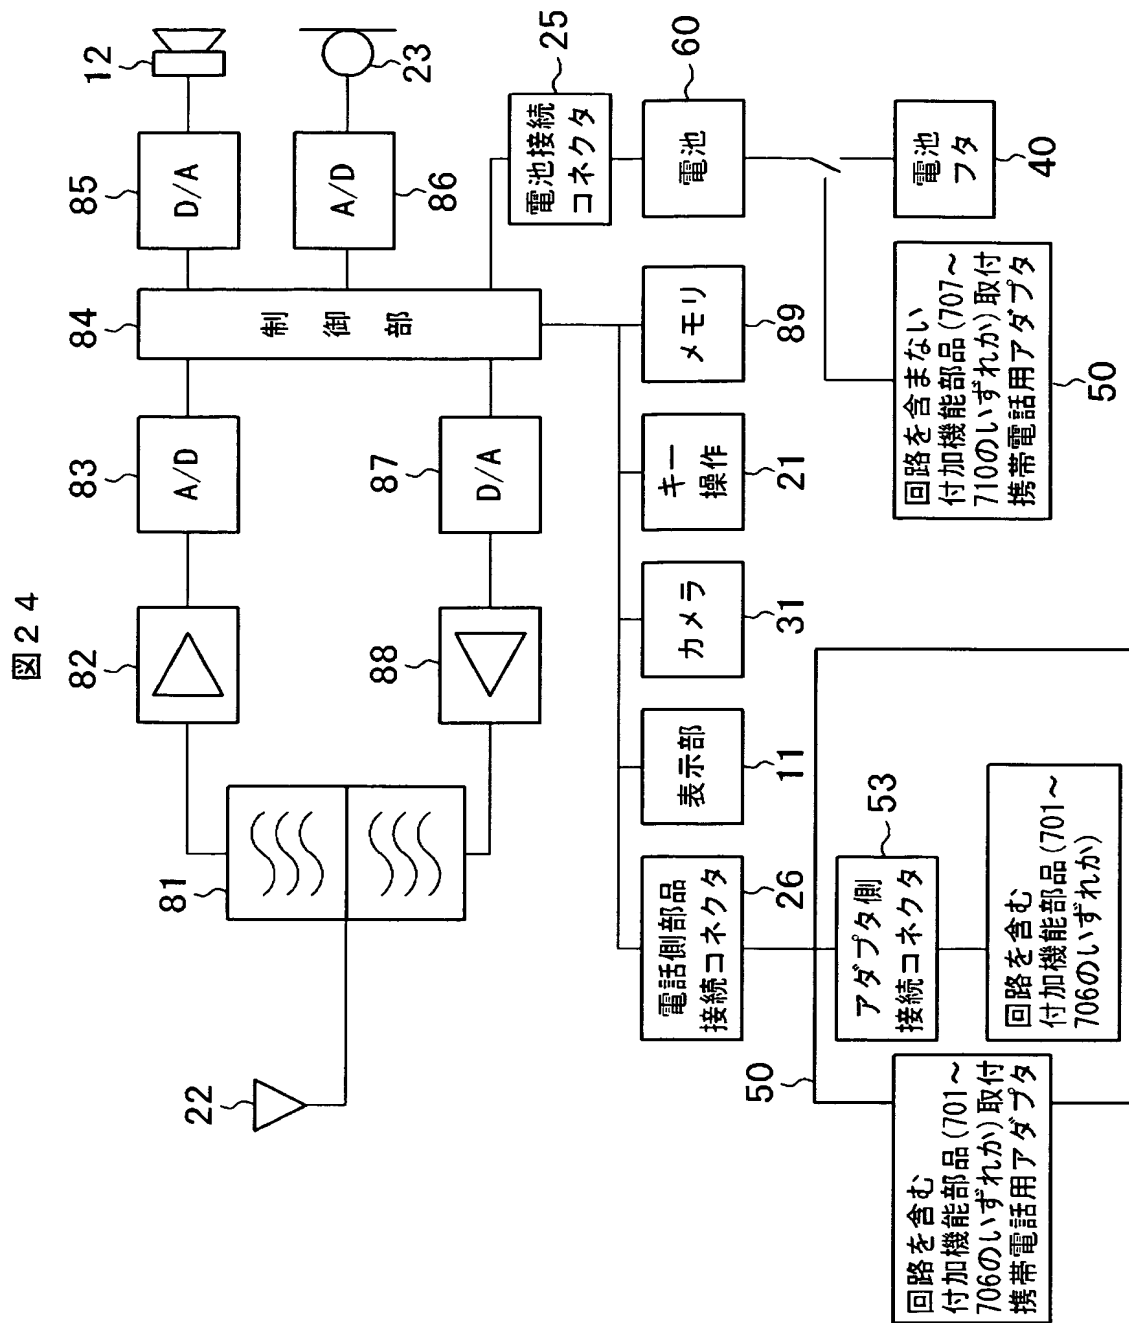 図24
22
81
82
83
A/D
84
制御部
85
D/A
12
86
A/D
23
88
87
D/A
電池接続
コネクタ
25
電話側部品
接続コネクタ
26
表示部
11
カメラ
31
キー
操作
21
メモリ
89
電池
60
50
アダプタ側
接続コネクタ
53
回路を含まない
付加機能部品(707～
710のいずれか)取付
携帯電話用アダプタ
50
電池
フタ
40
回路を含む
付加機能部品(701～
706のいずれか)取付
携帯電話用アダプタ
回路を含む
付加機能部品(701～
706のいずれか)